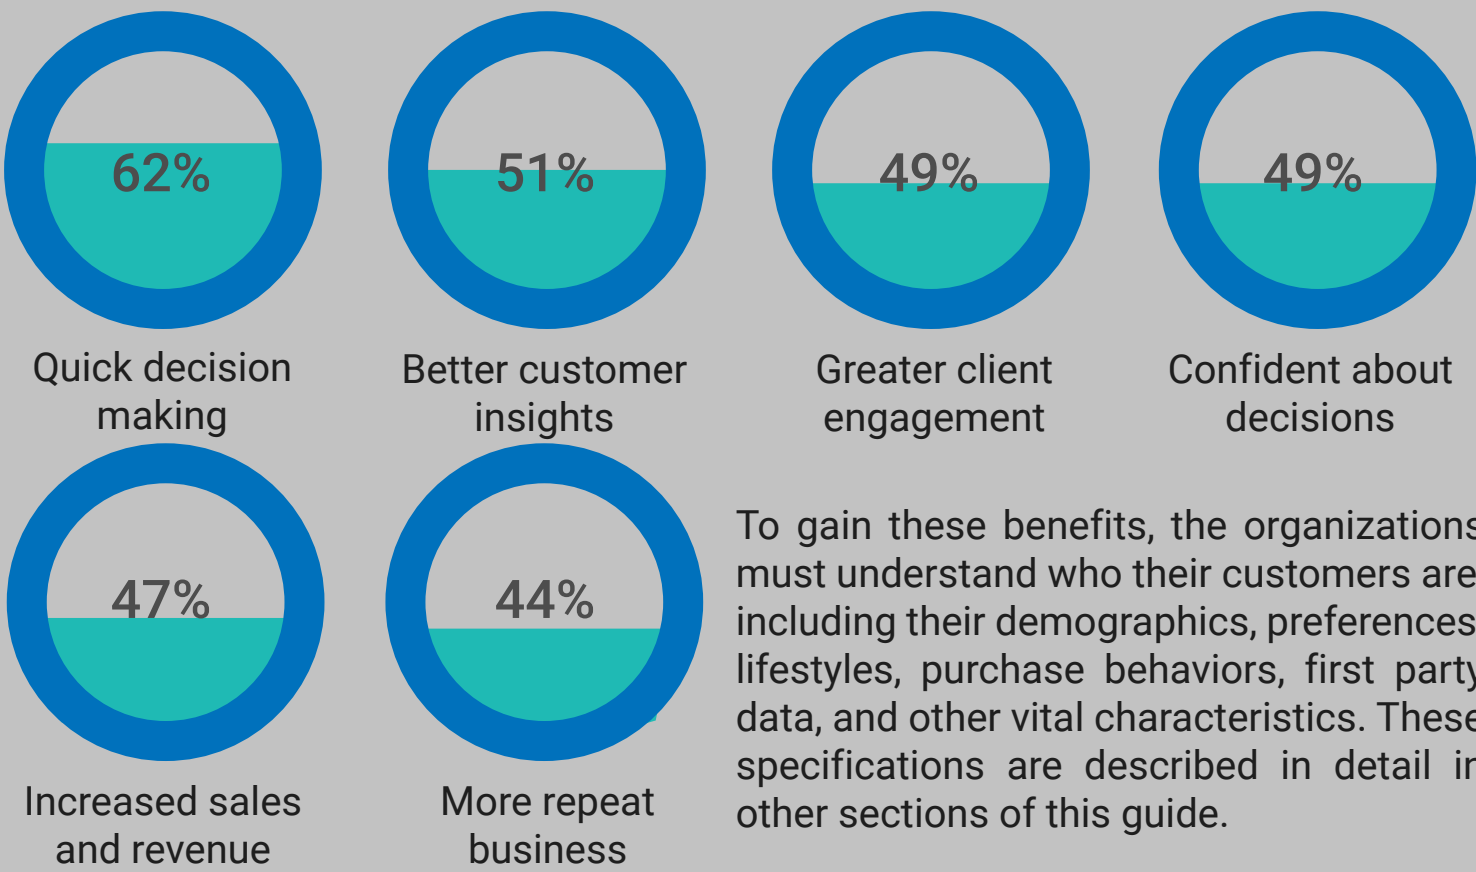 62%
51%
49%
49%
Quick decision
making
Better customer
insights
Greater client
engagement
Confident about
decisions
47%
44%
Increased sales
and revenue
More repeat
business
To gain these benefits, the organizations
must understand who their customers are
including their demographics, preferences
lifestyles, purchase behaviors, first party
data, and other vital characteristics. These
specifications are described in detail in
other sections of this guide.